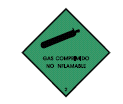 GAS COMPRIMIDO
NO INFLAMABLE
2